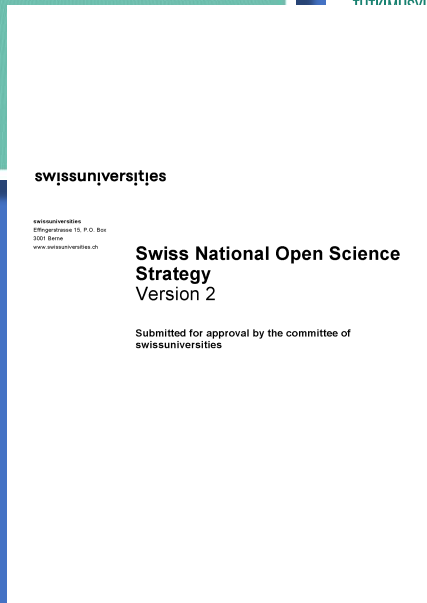 swissuniversities
swissuniversities
Effingerstrasse 15, P.O. Box
3001 Berne
www.swissuniversities.ch
Swiss National Open Science
Strategy
Version 2
Submitted for approval by the committee of
swissuniversities